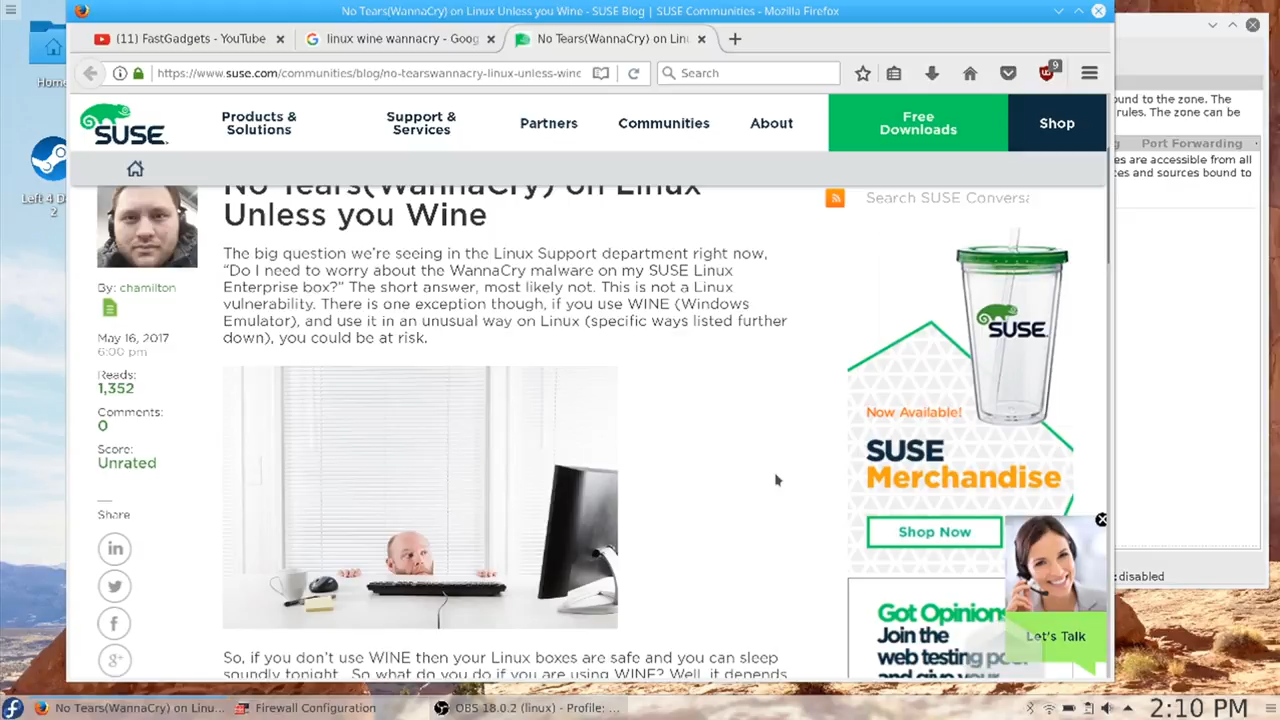 No Tears(WannaCry) on Linux Unless you Wine - SUSE Blog | SUSE Communities - Mozilla Firefox
(11) FastGadgets - YouTube
linux wine wannacry - Goog
No Tears(WannaCry) on Lin
https://www.suse.com/communities/blog/no-tearswannacry-linux-unless-wine
Search
9
SUSE
Products &
Solutions
Support &
Services
Partners
Communities
About
Free
Downloads
Shop
No Tears(WannaCry) on Linux
Unless you Wine
The big question we're seeing in the Linux Support department right now,
"Do I need to worry about the WannaCry malware on my SUSE Linux
Enterprise box?" The short answer, most likely not. This is not a Linux
vulnerability. There is one exception though, if you use WINE (Windows
Emulator), and use it in an unusual way on Linux (specific ways listed further
down), you could be at risk.
By: chamilton
May 16, 2017
6:00 pm
Reads:
1,352
Comments:
0
Score:
Unrated
Share
So, if you don't use WINE then your Linux boxes are safe and you can sleep
tonight. So what do you do if you are using WINE? Well, it depends
Search SUSE Conversa
SUSE
Now Available!
SUSE
Merchandise
Shop Now
Got Opinions
Join the
web testing
Let's Talk
Home
Left 4 D
2
ound to the zone. The
rules. The zone can be
g Port Forwarding
es are accessible from all
ces and sources bound to
: disabled
No Tears(WannaCry) on Linu...
Firewall Configuration
OBS 18.0.2 (linux) - Profile: ...
2:10 PM